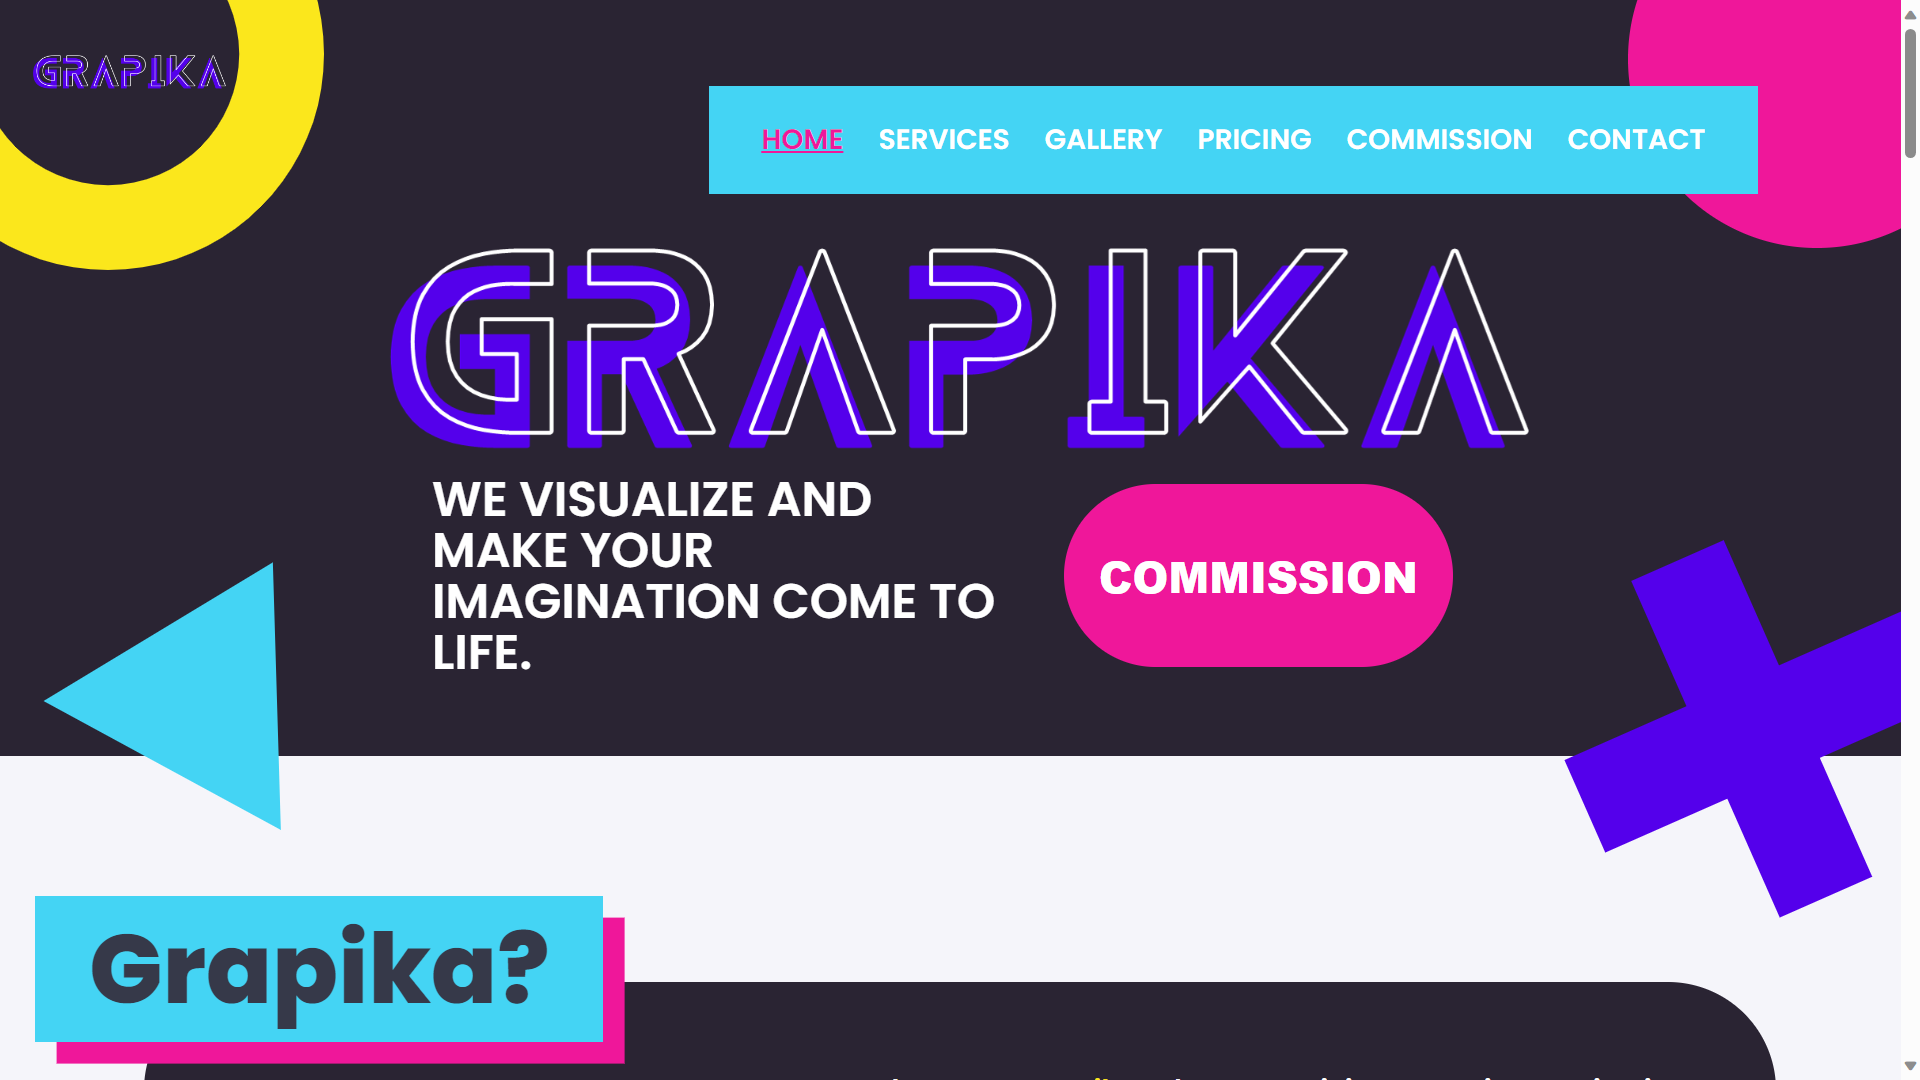 GRAPIKA
HOME SERVICES GALLERY PRICING COMMISSION CONTACT
GRAPIKA
WE VISUALIZE AND
MAKE YOUR
IMAGINATION COME TO
LIFE.
COMMISSION
Grapika?